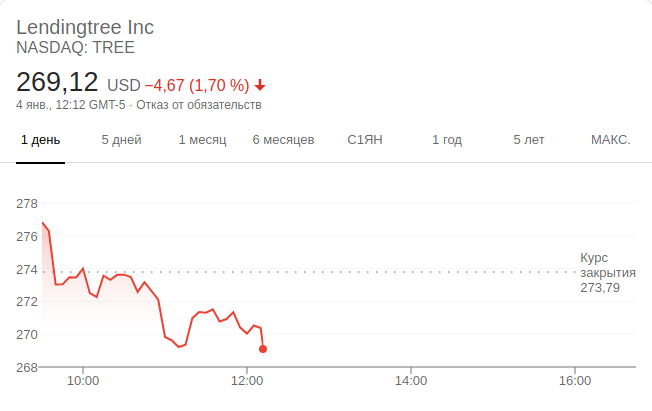 Lendingtree Inc
NASDAQ: TREE
269,12 USD −4,67 (1,70 %)
4 янв., 12:12 GMT-5 · Отказ от обязательств
1 день 5 дней 1 месяц 6 месяцев С1ЯН 1 год 5 лет МАКС.
278
276
274
272
270
268
Курс
закрытия
273,79
10:00 12:00 14:00 16:00